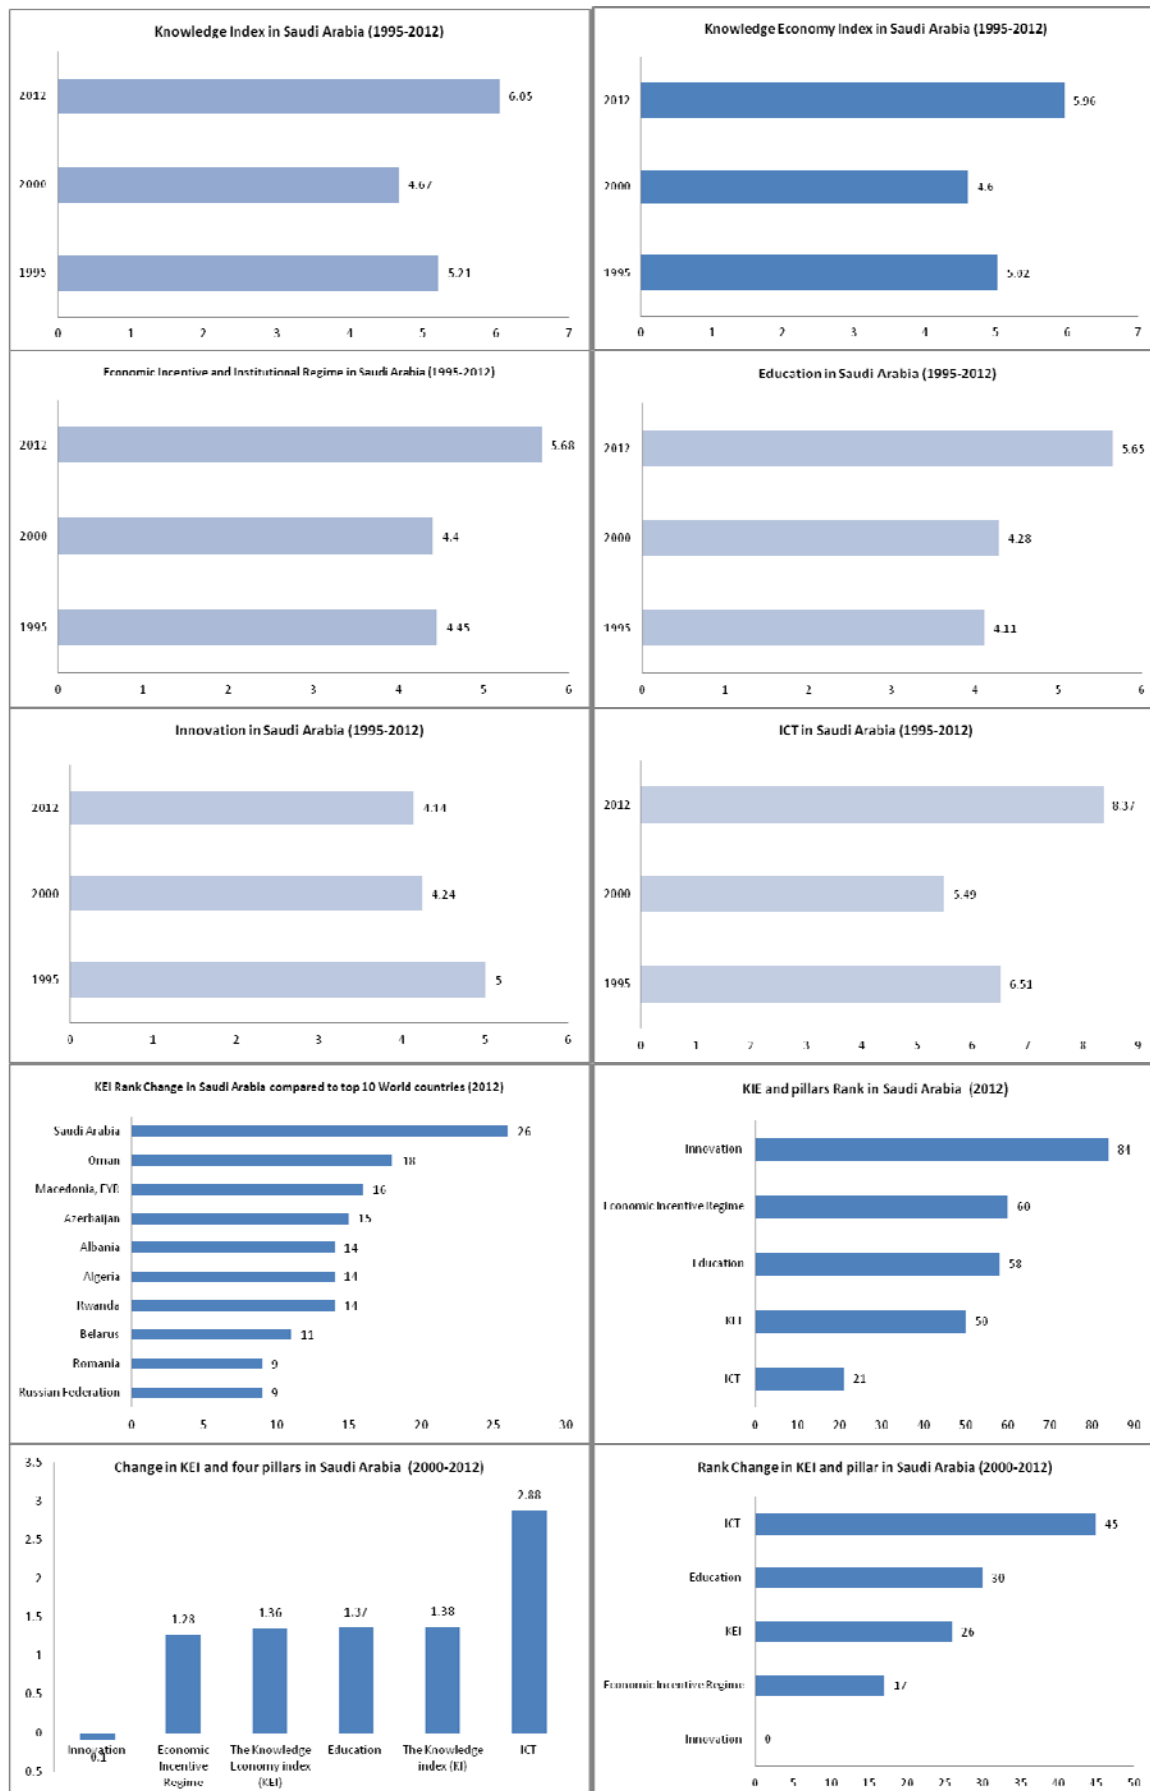 Knowledge Index in Saudi Arabia (1995-2012)
2012
6.05
2000
4.67
1995
5.21
0 1 2 3 4 5 6 7
Knowledge Economy Index in Saudi Arabia (1995-2012)
2012
5.96
2000
4.6
1995
5.02
0 1 2 3 4 5 6 7
Economic Incentive and Institutional Regime in Saudi Arabia (1995-2012)
2012
5.68
2000
4.4
1995
4.45
0 1 2 3 4 5 6
Education in Saudi Arabia (1995-2012)
2012
5.65
2000
4.28
1995
4.11
0 1 2 3 4 5 6
Innovation in Saudi Arabia (1995-2012)
2012
4.14
2000
4.24
1995
5
0 1 2 3 4 5 6
ICT in Saudi Arabia (1995-2012)
2012
8.37
2000
5.49
1995
6.51
0 1 2 3 4 5 6 7 8 9
KEI Rank Change in Saudi Arabia compared to top 10 World countries (2012)
Saudi Arabia 26
Oman 18
Macedonia, FYR 16
Azerbaijan 15
Albania 14
Algeria 14
Rwanda 14
Belarus 11
Romania 9
Russian Federation 9
0 5 10 15 20 25 30
KIE and pillars Rank in Saudi Arabia (2012)
Innovation 84
Economic Incentive Regime 60
Education 58
KEI 50
ICT 21
0 10 20 30 40 50 60 70 80 90
Change in KEI and four pillars in Saudi Arabia (2000-2012)
3.5
3
2.5
2
1.5
1
0.5
0
0.5
0.1
1.28
1.36
1.37
1.38
2.88
Innovation
Economic
Incentive
Regime
The Knowledge
Economy index
(KEI)
Education
The Knowledge
index (KI)
ICT
Rank Change in KEI and pillar in Saudi Arabia (2000-2012)
ICT 45
Education 30
KEI 26
Economic Incentive Regime 17
Innovation 0
0 5 10 15 20 25 30 35 40 45 50